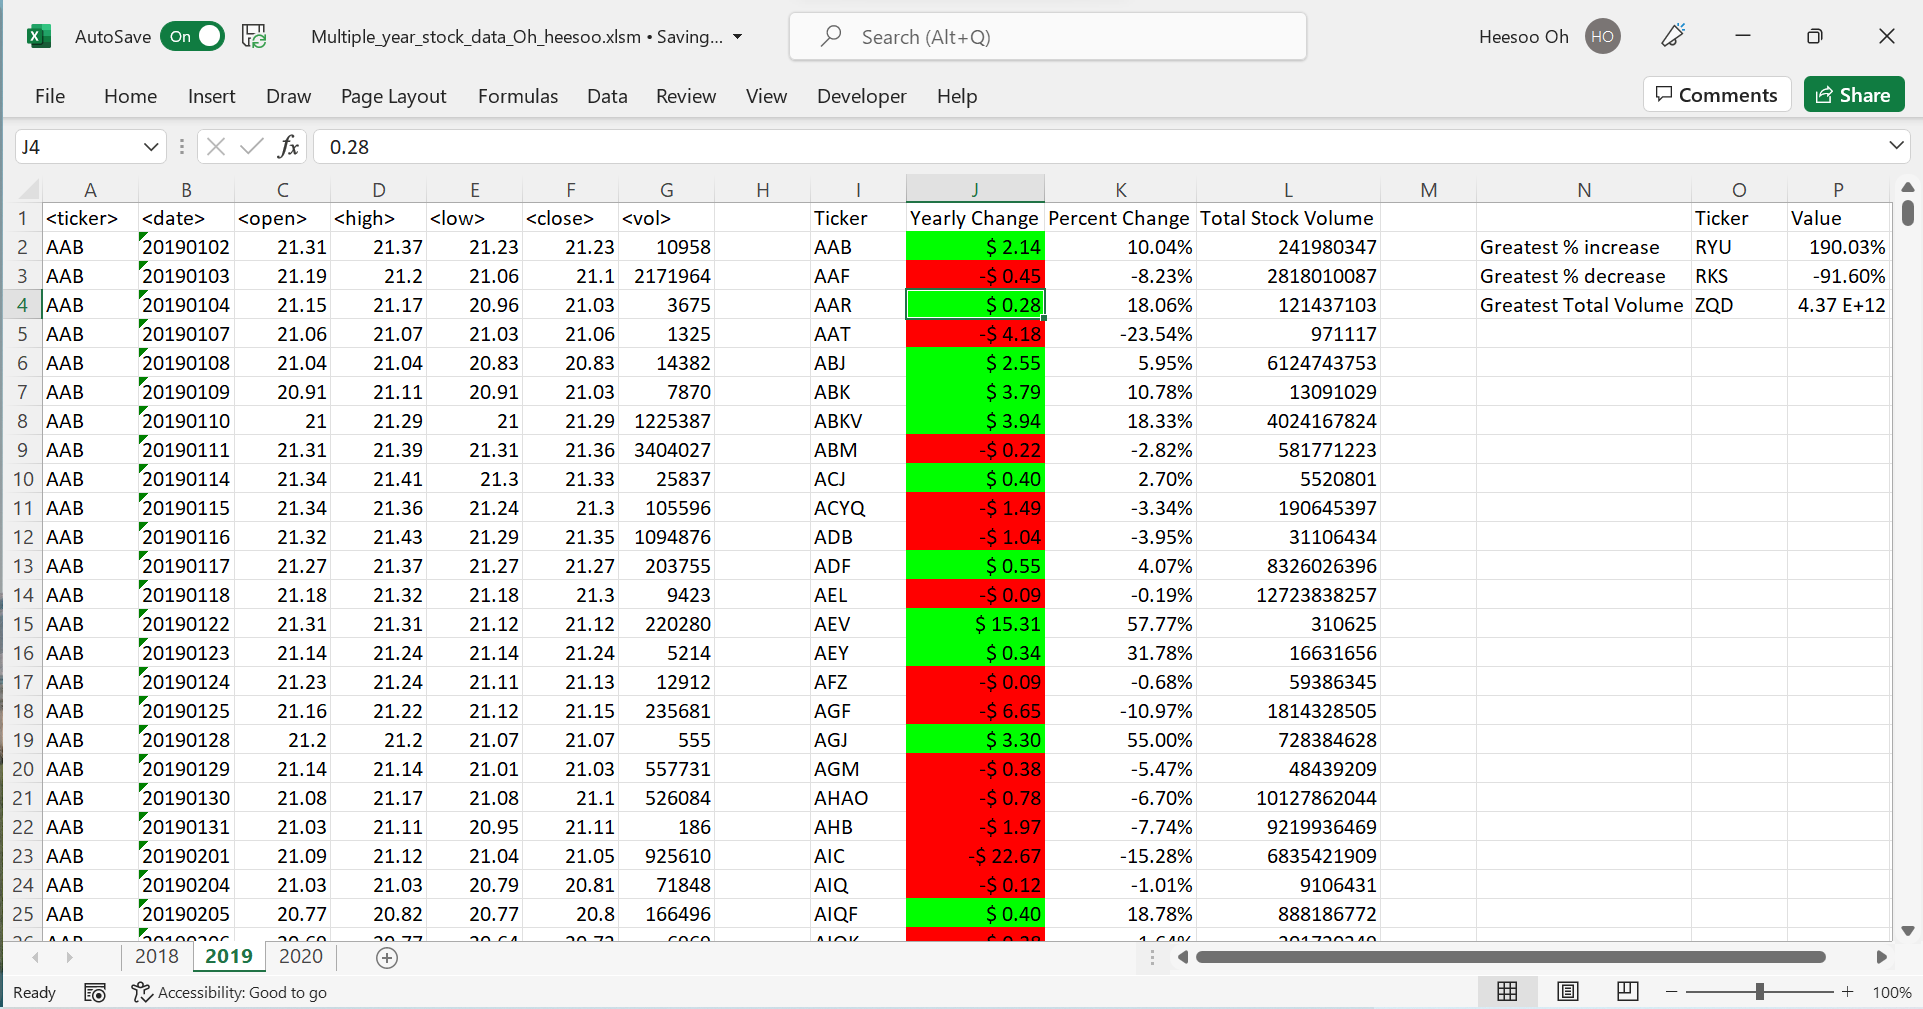 AutoSave On Multiple_year_stock_data_Oh_heesoo.xlsm • Saving... Search (Alt+Q) Heesoo Oh HO
File Home Insert Draw Page Layout Formulas Data Review View Developer Help Comments Share
J4 fx 0.28
A B C D E F G H I J K L M N O P
1 <ticker> <date> <open> <high> <low> <close> <vol> Ticker Yearly Change Percent Change Total Stock Volume Ticker Value
2 AAB 20190102 21.31 21.37 21.23 21.23 10958 AAB $ 2.14 10.04% 241980347 Greatest % increase RYU 190.03%
3 AAB 20190103 21.19 21.2 21.06 21.1 2171964 AAF -$ 0.45 -8.23% 2818010087 Greatest % decrease RKS -91.60%
4 AAB 20190104 21.15 21.17 20.96 21.03 3675 AAR $ 0.28 18.06% 121437103 Greatest Total Volume ZQD 4.37 E+12
5 AAB 20190107 21.06 21.07 21.03 21.06 1325 AAT -$ 4.18 -23.54% 971117
6 AAB 20190108 21.04 21.04 20.83 20.83 14382 ABJ $ 2.55 5.95% 6124743753
7 AAB 20190109 20.91 21.11 20.91 21.03 7870 ABK $ 3.79 10.78% 13091029
8 AAB 20190110 21 21.29 21 21.29 1225387 ABKV $ 3.94 18.33% 4024167824
9 AAB 20190111 21.31 21.39 21.31 21.36 3404027 ABM -$ 0.22 -2.82% 581771223
10 AAB 20190114 21.34 21.41 21.3 21.33 25837 ACJ $ 0.40 2.70% 5520801
11 AAB 20190115 21.34 21.36 21.24 21.3 105596 ACYQ -$ 1.49 -3.34% 190645397
12 AAB 20190116 21.32 21.43 21.29 21.35 1094876 ADB -$ 1.04 -3.95% 31106434
13 AAB 20190117 21.27 21.37 21.27 21.27 203755 ADF $ 0.55 4.07% 8326026396
14 AAB 20190118 21.18 21.32 21.18 21.3 9423 AEL -$ 0.09 -0.19% 12723838257
15 AAB 20190122 21.31 21.31 21.12 21.12 220280 AEV $ 15.31 57.77% 310625
16 AAB 20190123 21.14 21.24 21.14 21.24 5214 AEY $ 0.34 31.78% 16631656
17 AAB 20190124 21.23 21.24 21.11 21.13 12912 AFZ -$ 0.09 -0.68% 59386345
18 AAB 20190125 21.16 21.22 21.12 21.15 235681 AGF -$ 6.65 -10.97% 1814328505
19 AAB 20190128 21.2 21.2 21.07 21.07 555 AGJ $ 3.30 55.00% 728384628
20 AAB 20190129 21.14 21.14 21.01 21.03 557731 AGM -$ 0.38 -5.47% 48439209
21 AAB 20190130 21.08 21.17 21.08 21.1 526084 AHAO -$ 0.78 -6.70% 10127862044
22 AAB 20190131 21.03 21.11 20.95 21.11 186 AHB -$ 1.97 -7.74% 9219936469
23 AAB 20190201 21.09 21.12 21.04 21.05 925610 AIC -$ 22.67 -15.28% 6835421909
24 AAB 20190204 21.03 21.03 20.79 20.81 71848 AIQ -$ 0.12 -1.01% 9106431
25 AAB 20190205 20.77 20.82 20.77 20.8 166496 AIQF $ 0.40 18.78% 888186772
2018 2019 2020
Ready Accessibility: Good to go 100%